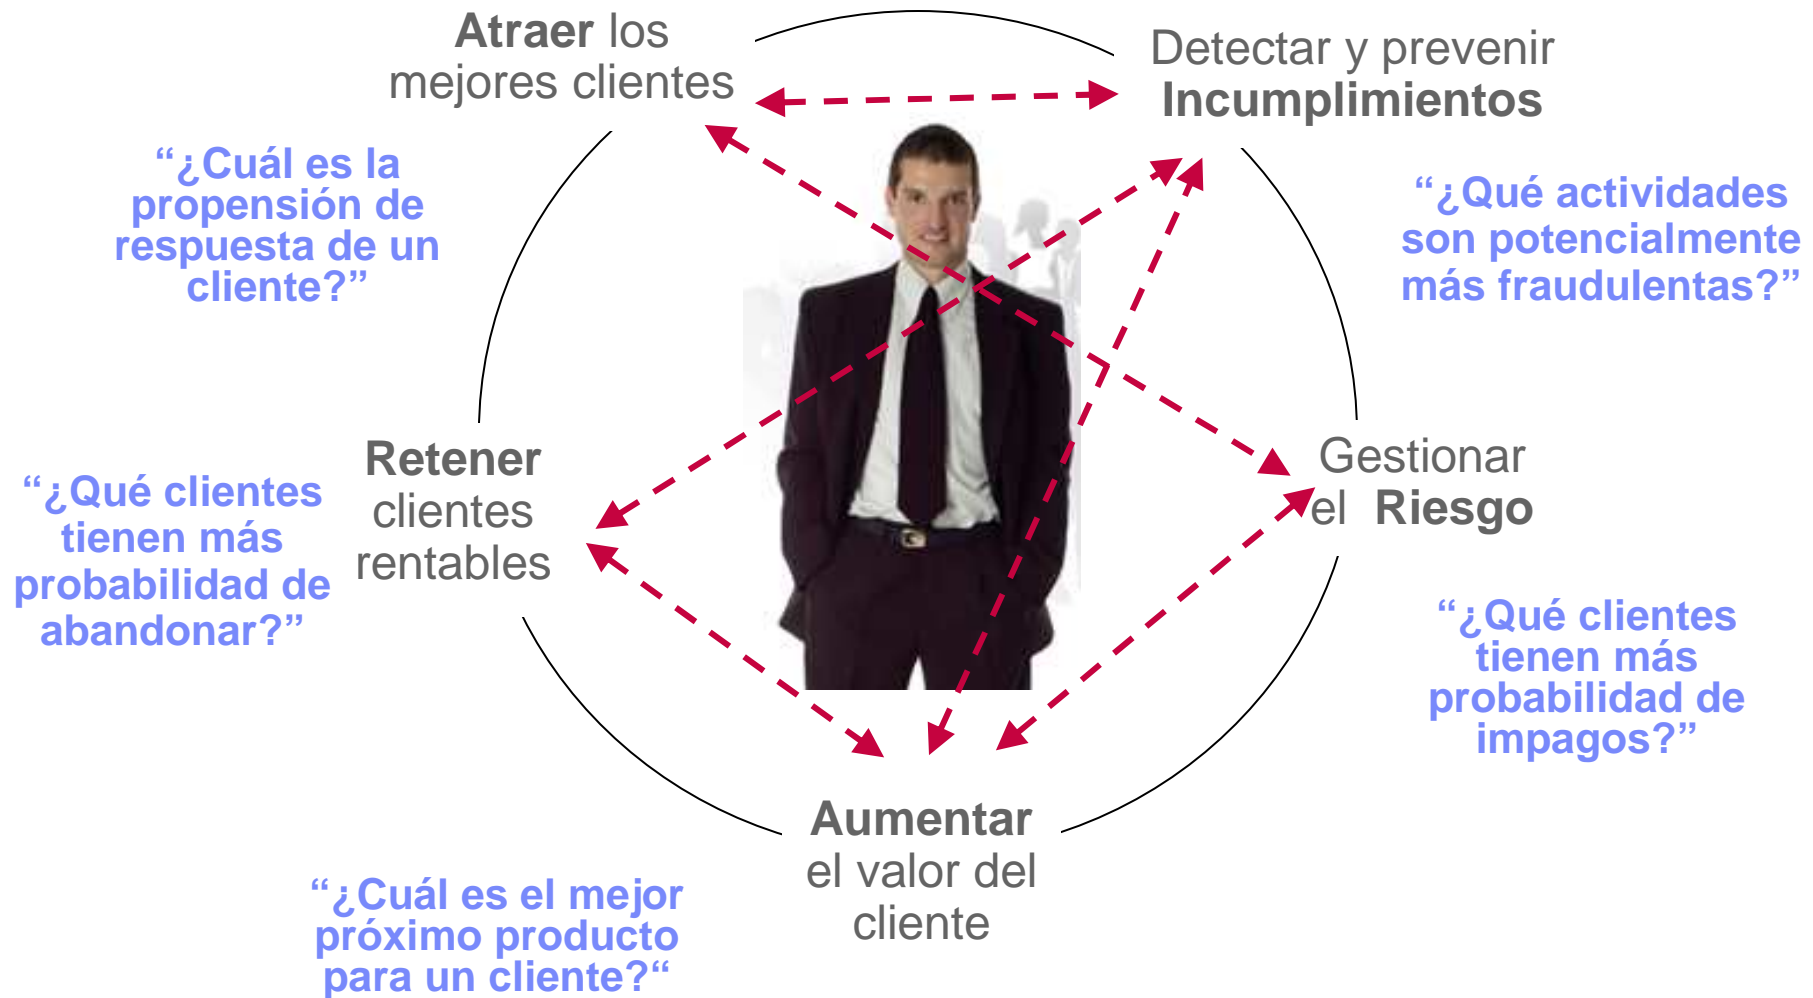 Atraer los
mejores clientes
Detectar y prevenir
Incumplimientos
“¿Cuál es la
propensión de
respuesta de un
cliente?”
“¿Qué actividades
son potencialmente
más fraudulentas?”
Retener
clientes
rentables
“¿Qué clientes
tienen más
probabilidad de
abandonar?”
Gestionar
el Riesgo
“¿Qué clientes
tienen más
probabilidad de
impagos?”
Aumentar
el valor del
cliente
“¿Cuál es el mejor
próximo producto
para un cliente?“